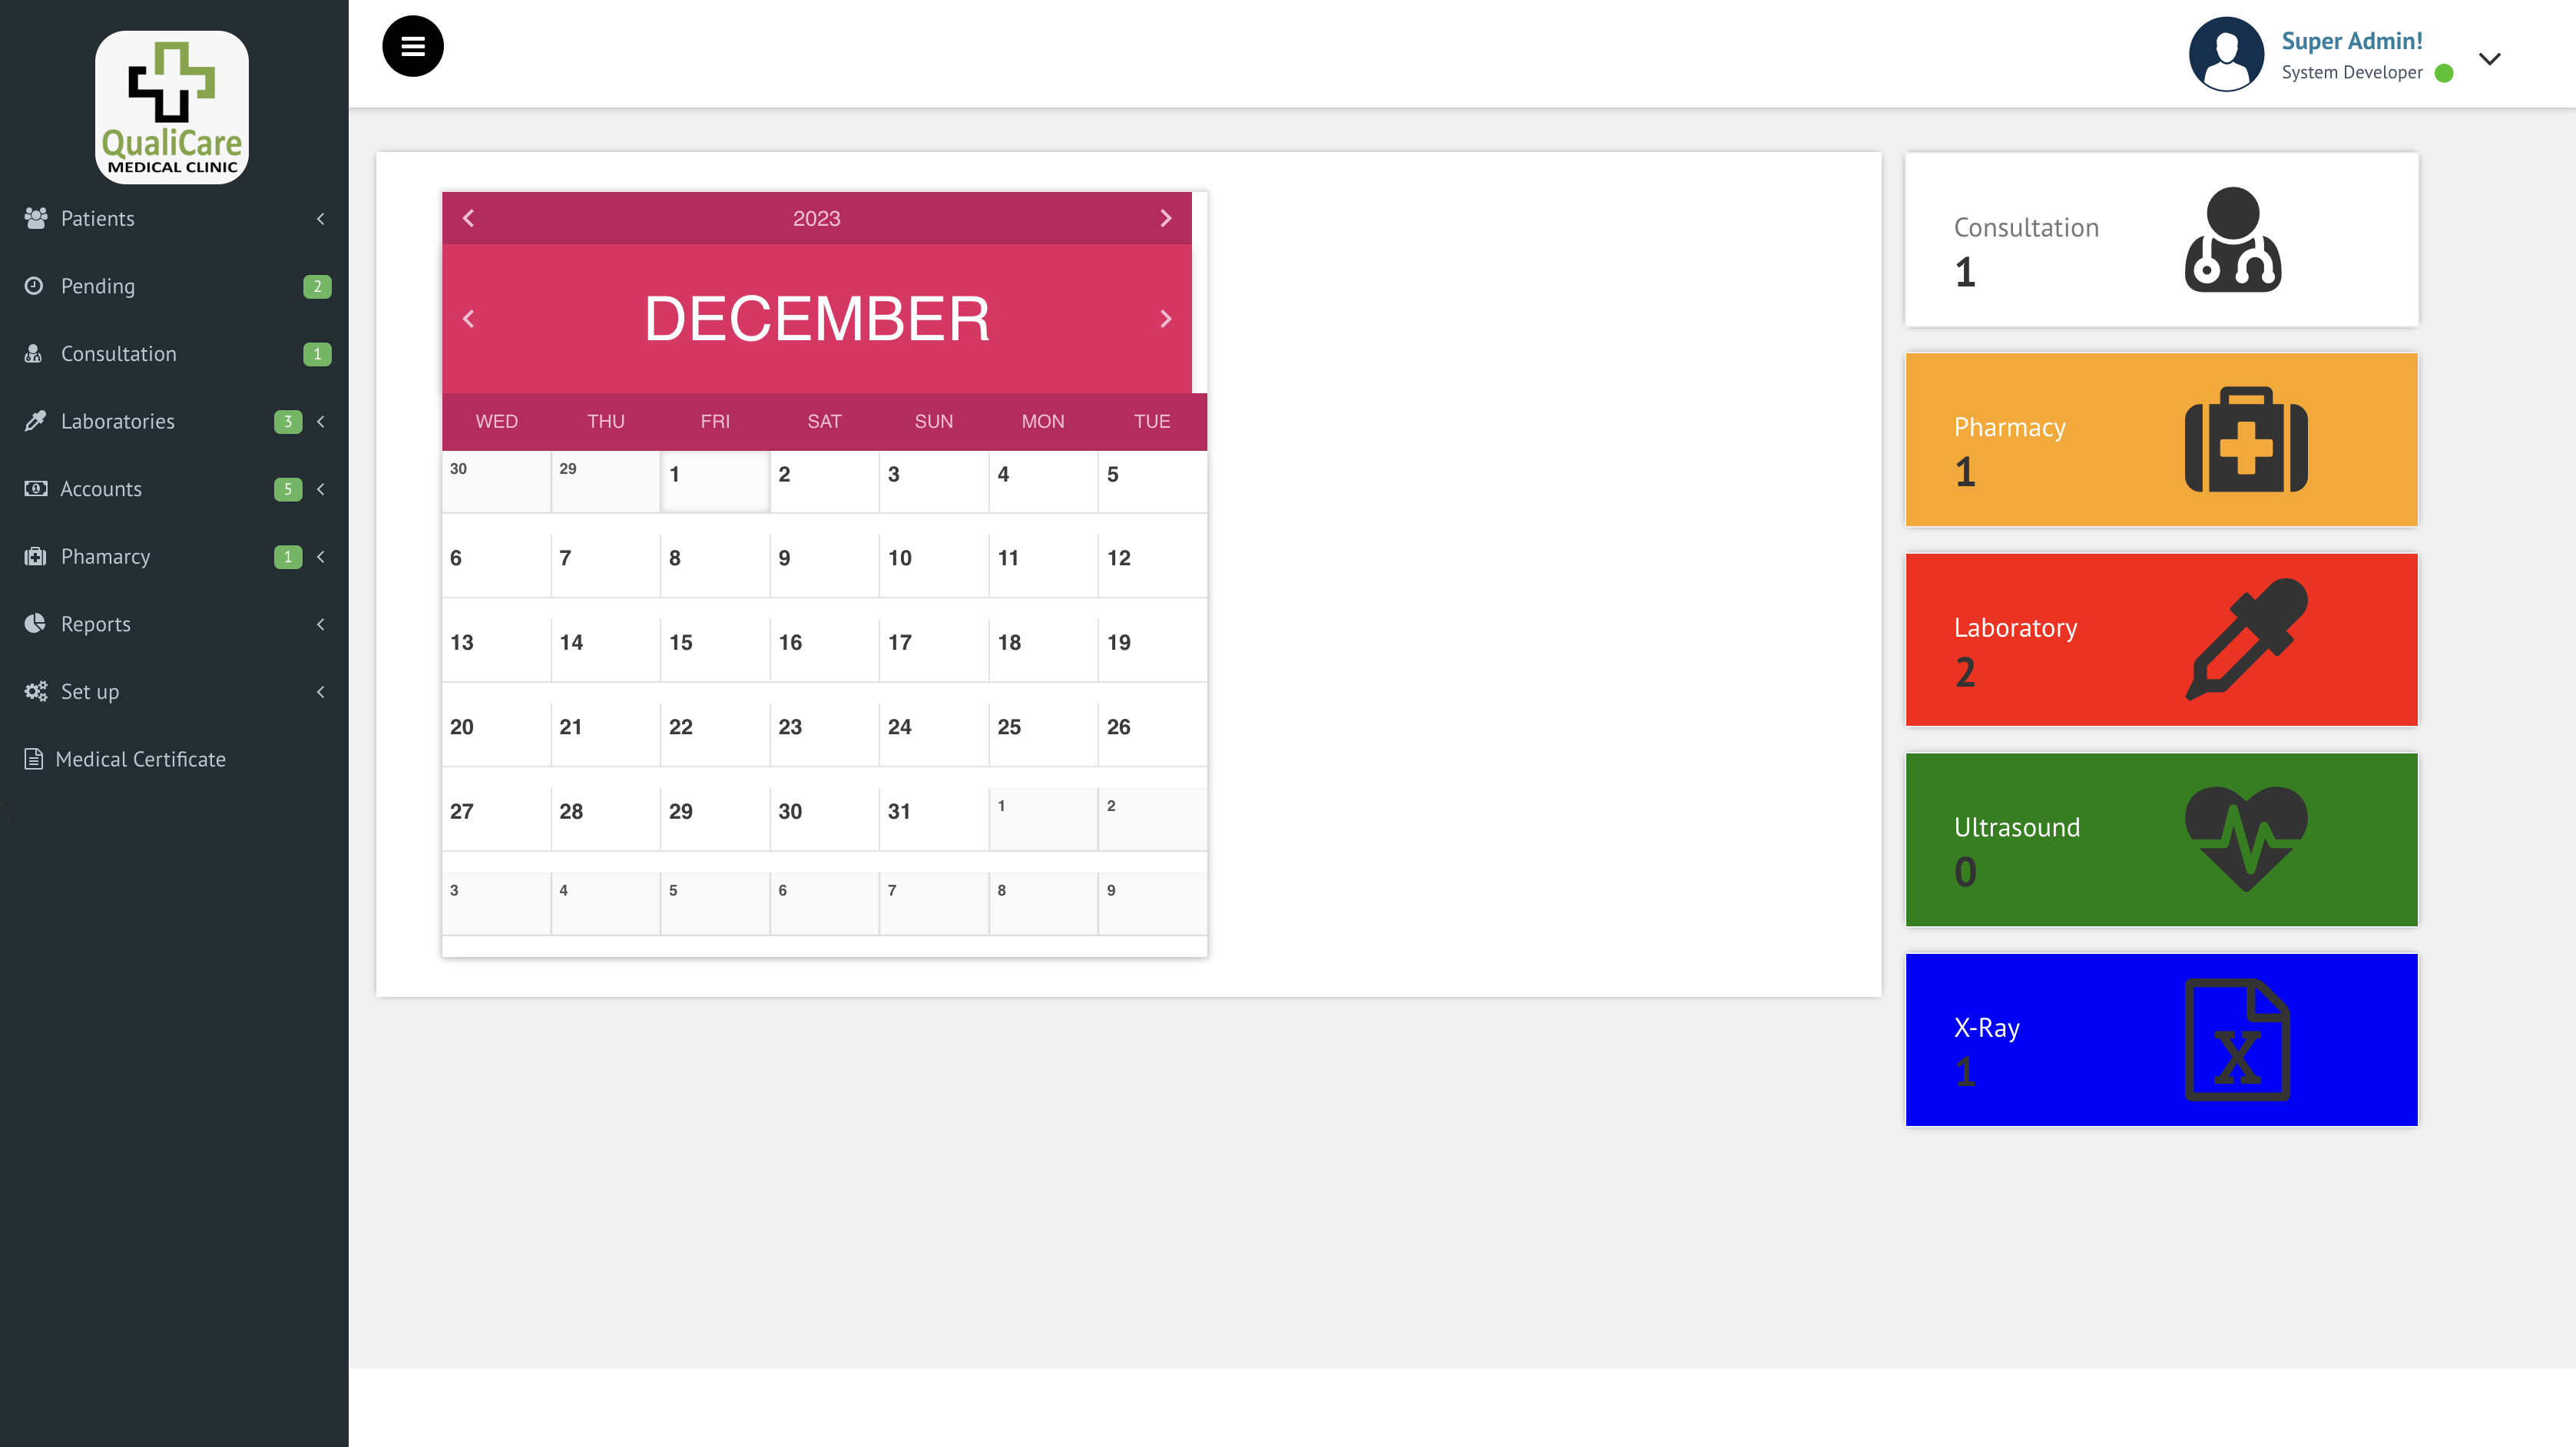 QualiCare
MEDICAL CLINIC
Patients
Pending 2
Consultation 1
Laboratories 3
Accounts 5
Phamarcy 1
Reports
Set up
Medical Certificate
Super Admin!
System Developer
2023
DECEMBER
WED THU FRI SAT SUN MON TUE
30 29 1 2 3 4 5
6 7 8 9 10 11 12
13 14 15 16 17 18 19
20 21 22 23 24 25 26
27 28 29 30 31 1 2
3 4 5 6 7 8 9
Consultation
1
Pharmacy
1
Laboratory
2
Ultrasound
0
X-Ray
1